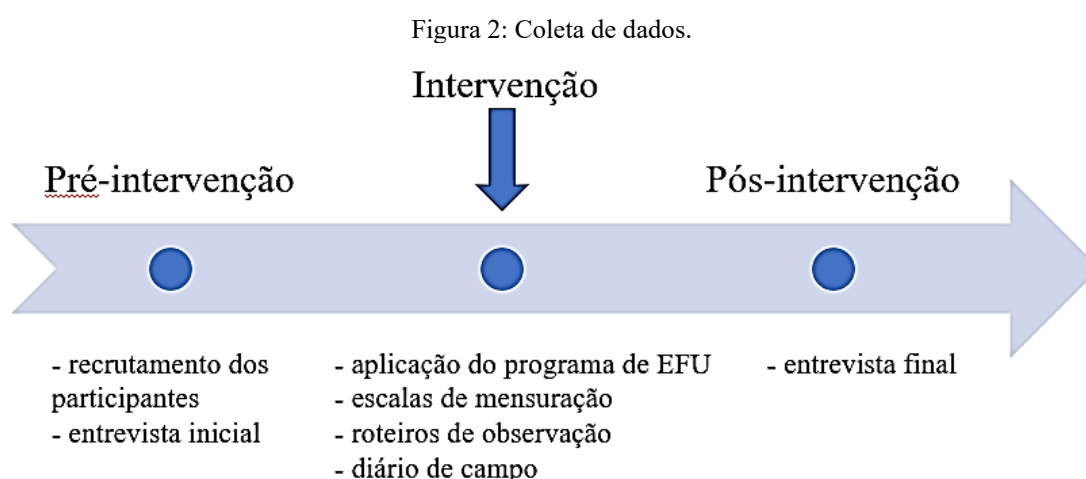 Figura 2: Coleta de dados.
Intervenção
Pré-intervenção
Pós-intervenção
- recrutamento dos
participantes
- entrevista inicial
- aplicação do programa de EFU
- escalas de mensuração
- roteiros de observação
- diário de campo
- entrevista final